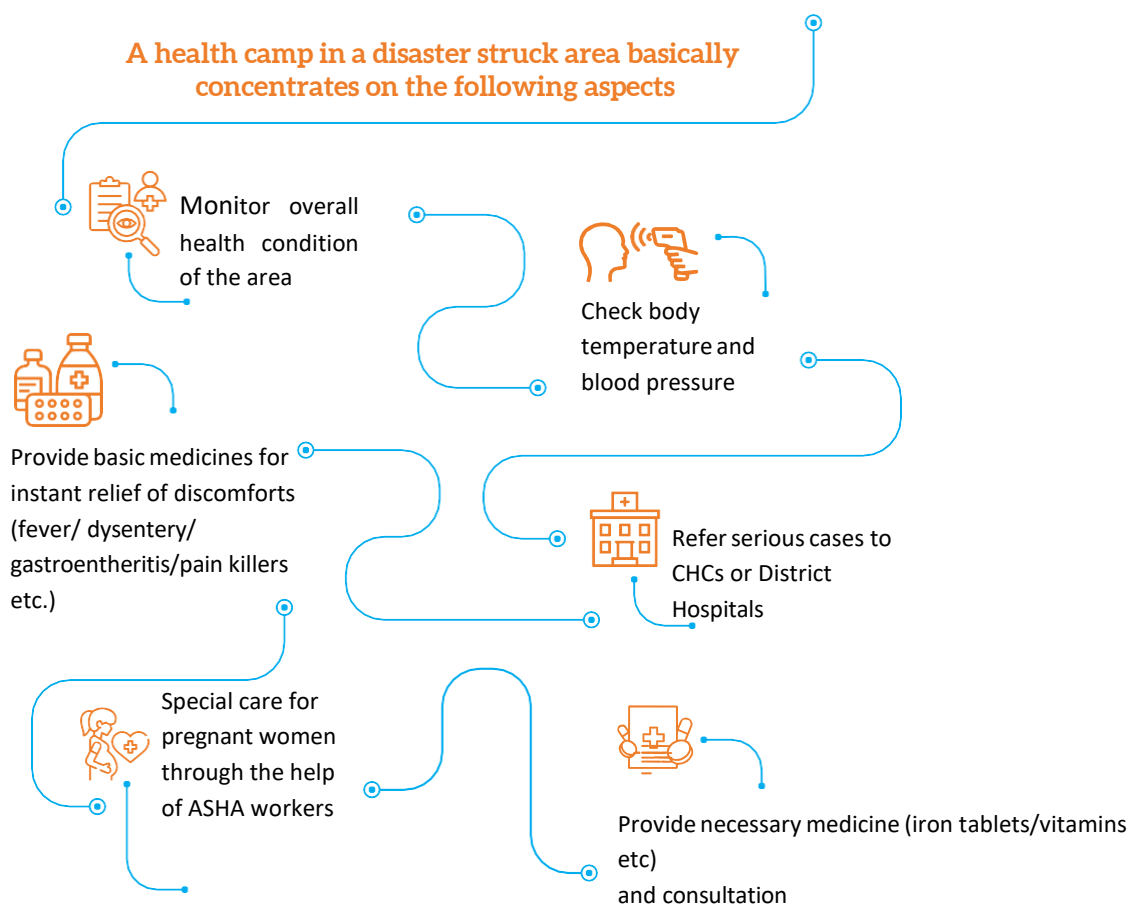 A health camp in a disaster struck area basically
concentrates on the following aspects
Monitor overall
health condition
of the area
Check body
temperature and
blood pressure
Refer serious cases to
CHCs or District
Hospitals
Provide basic medicines for
instant relief of discomforts
(fever/ dysentery/
gastroentheritis/pain killers
etc.)
Special care for
pregnant women
through the help
of ASHA workers
Provide necessary medicine (iron tablets/vitamins
etc)
and consultation